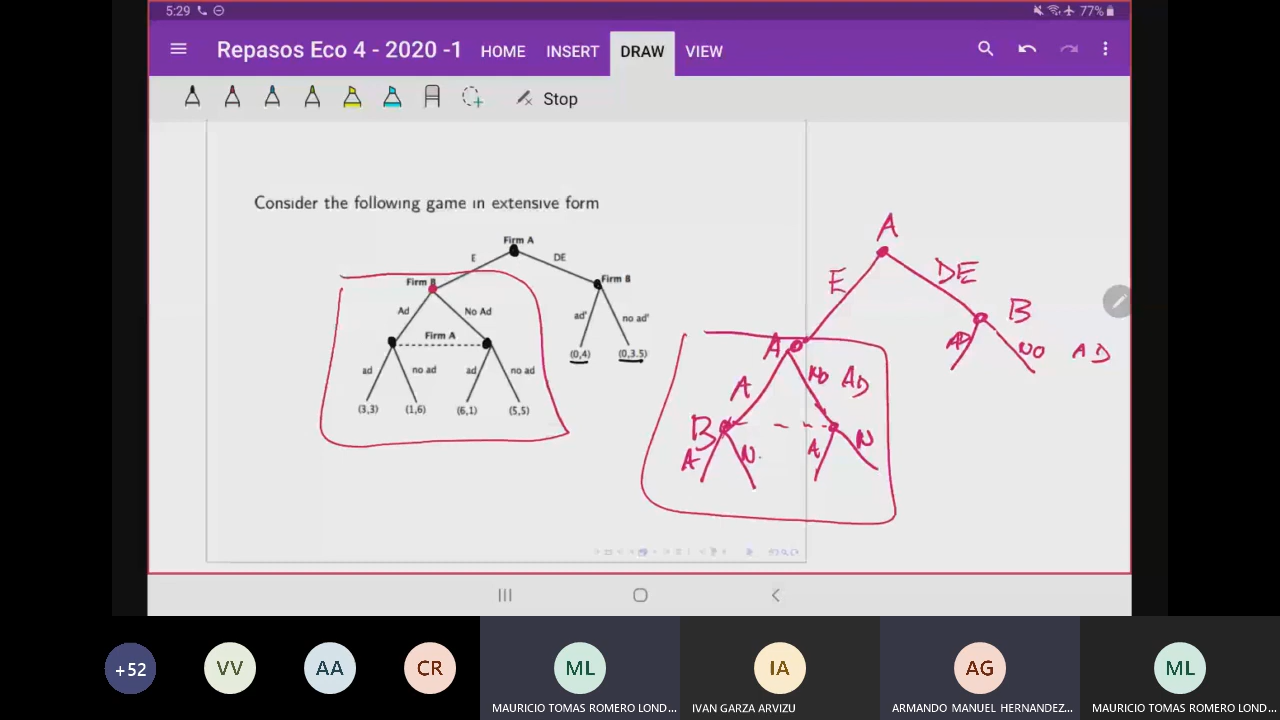 5:29
77%
Repasos Eco 4 - 2020 -1 HOME INSERT DRAW VIEW
Stop
Consider the following game in extensive form
Firm A
E DE
Firm B Firm B
Ad No Ad ad' no ad'
Firm A
(0,4) (0,3.5)
ad no ad ad no ad
(3,3) (1,6) (6,1) (5,5)
A
E DE
B
A AD NO AD
A NO AD
B
A N. A N
+52 VV AA CR ML IA AG ML
MAURICIO TOMAS ROMERO LOND... IVAN GARZA ARVIZU ARMANDO MANUEL HERNANDEZ... MAURICIO TOMAS ROMERO LOND...